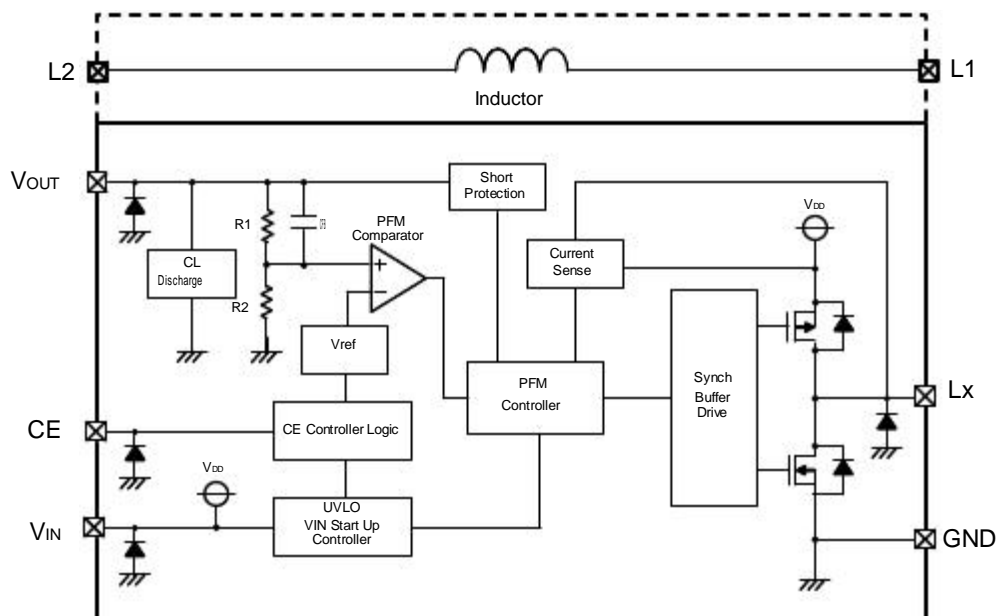 L2
L1
Inductor
VOUT
Short
Protection
VDD
R1
PFM
Comparator
CL
Discharge
Current
Sense
R2
+
−
Vref
PFM
Controller
Synch
Buffer
Drive
Lx
CE
CE Controller Logic
VDD
VIN
UVLO
VIN Start Up
Controller
GND